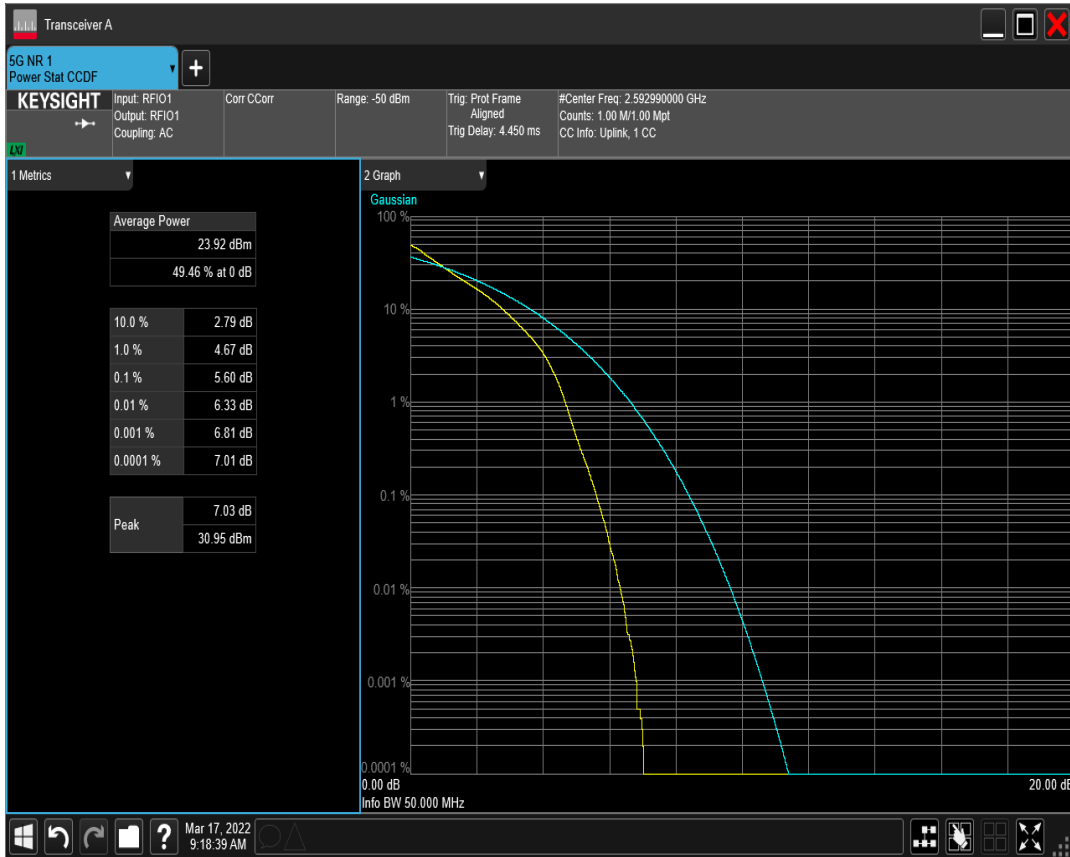 Transceiver A
5G NR 1
Power Stat CCDF
+
KEYSIGHT
LXI
Input: RFIO1
Output: RFIO1
Coupling: AC
Corr CCorr
Range: -50 dBm
Trig: Prot Frame
Aligned
Trig Delay: 4.450 ms
#Center Freq: 2.592990000 GHz
Counts: 1.00 M/1.00 Mpt
CC Info: Uplink, 1 CC
1 Metrics
Average Power
23.92 dBm
49.46 % at 0 dB
10.0 % 2.79 dB
1.0 % 4.67 dB
0.1 % 5.60 dB
0.01 % 6.33 dB
0.001 % 6.81 dB
0.0001 % 7.01 dB
Peak
7.03 dB
30.95 dBm
2 Graph
Gaussian
100 %
10 %
1 %
0.1 %
0.01 %
0.001 %
0.0001 %
0.00 dB 20.00 dB
Info BW 50.000 MHz
?
Mar 17, 2022
9:18:39 AM